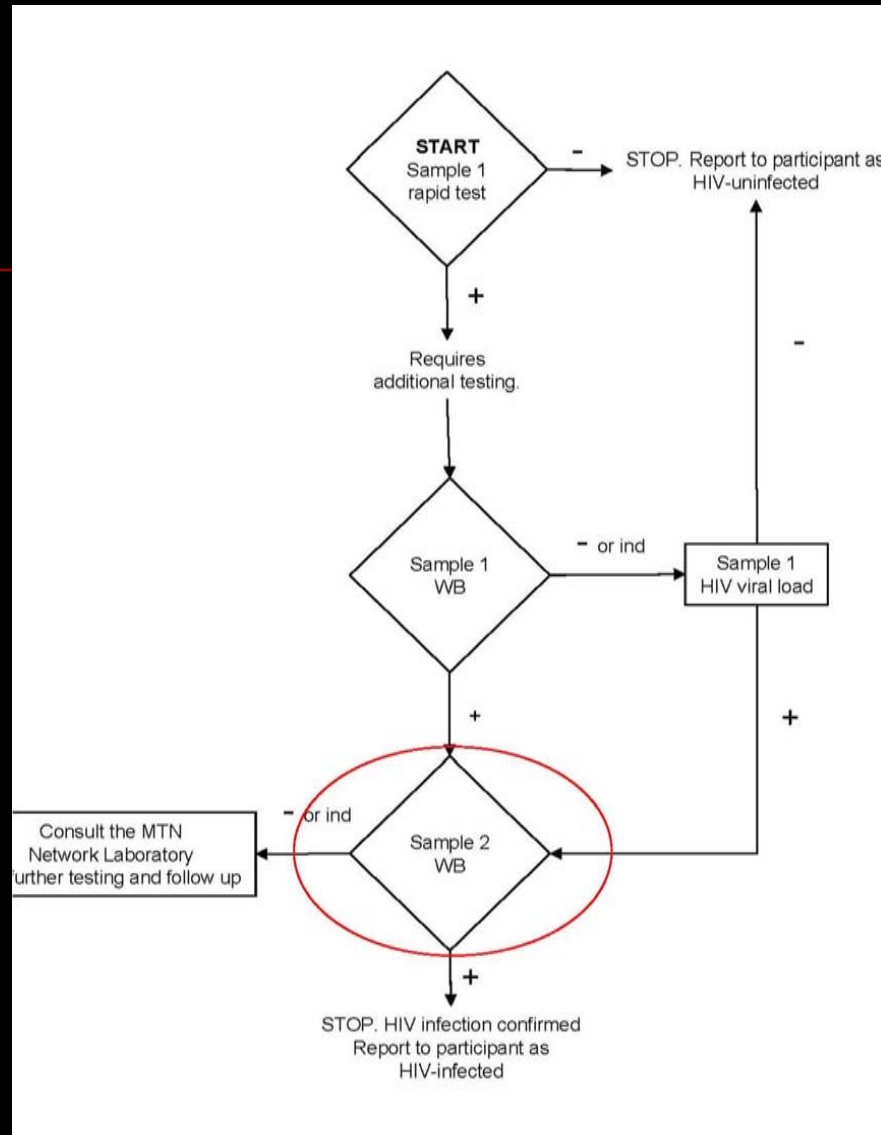 START
Sample 1
rapid test
-
STOP. Report to participant as
HIV-uninfected
+
Requires
additional testing.
-
Sample 1
WB
- or ind
Sample 1
HIV viral load
+
+
- or ind
Consult the MTN
Network Laboratory
further testing and follow up
Sample 2
WB
+
STOP. HIV infection confirmed
Report to participant as
HIV-infected